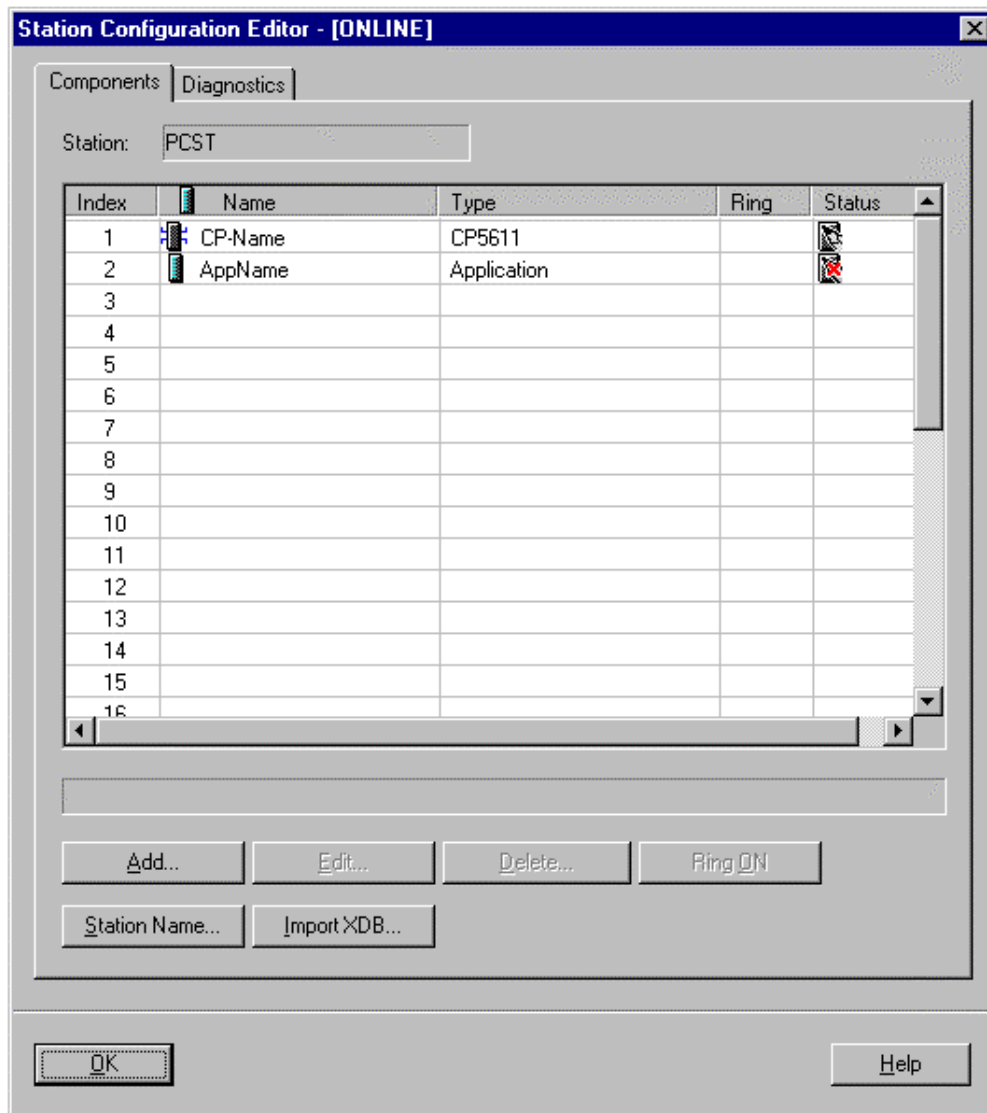 Station Configuration Editor - [ONLINE]
Components Diagnostics
Station: PCST
Index Name Type Ring Status
1 CP-Name CP5611
2 AppName Application
3
4
5
6
7
8
9
10
11
12
13
14
15
16
Add... Edit... Delete... Ring ON
Station Name... Import XDB...
OK Help